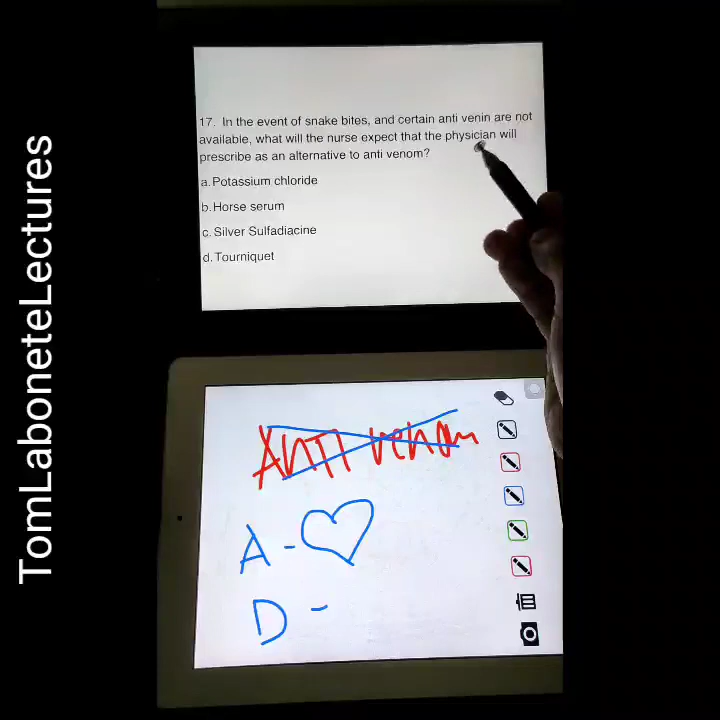 TomLaboneteLectures
17. In the event of snake bites, and certain anti venin are not
available, what will the nurse expect that the physician will
prescribe as an alternative to anti venom?
a. Potassium chloride
b. Horse serum
c. Silver Sulfadiacine
d. Tourniquet
Anti venom
A -
D -